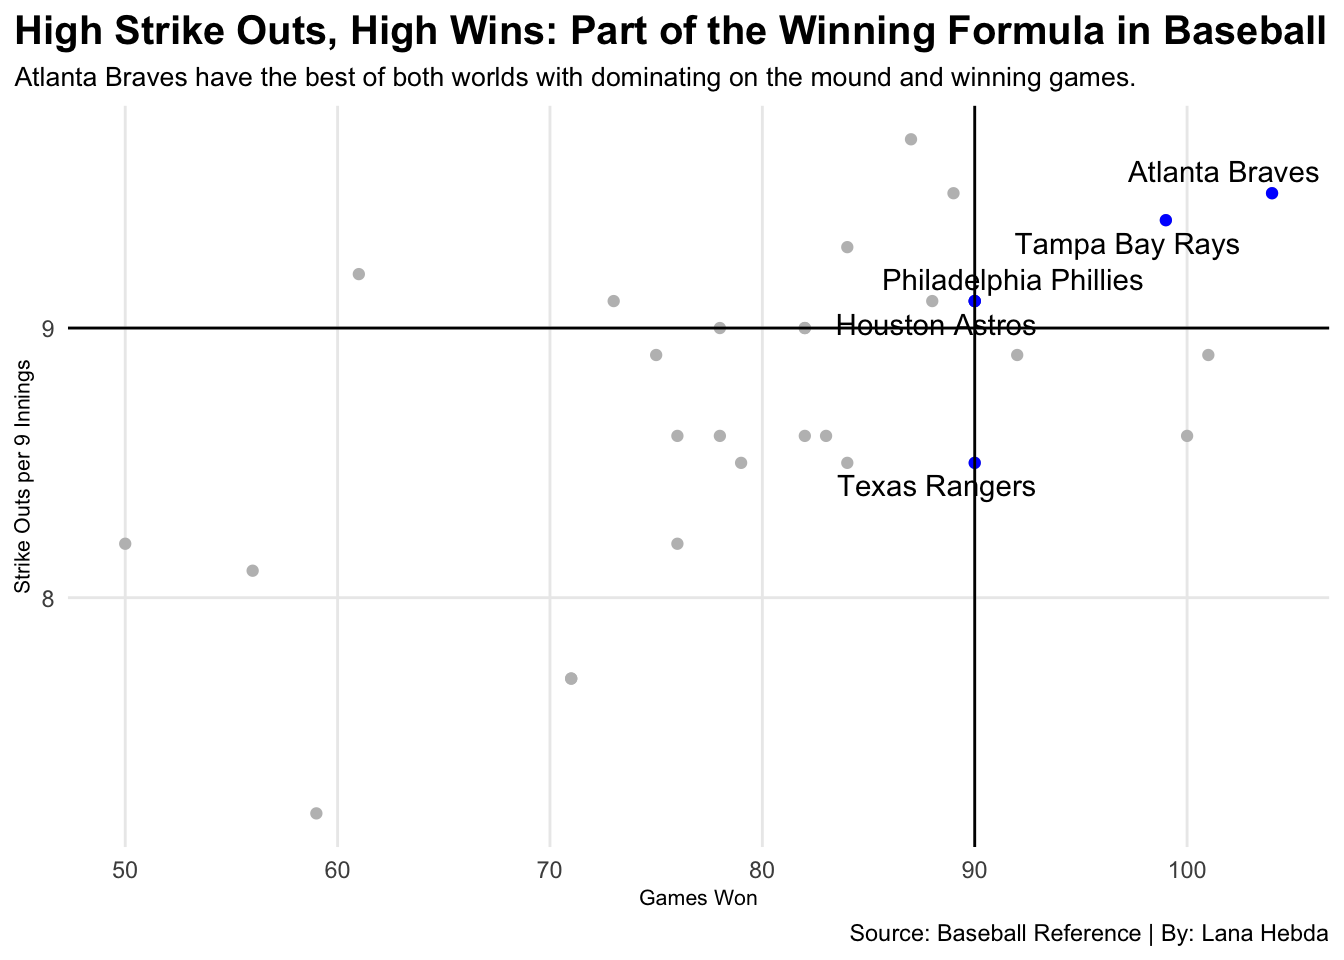 High Strike Outs, High Wins: Part of the Winning Formula in Baseball
Atlanta Braves have the best of both worlds with dominating on the mound and winning games.
Atlanta Braves
Tampa Bay Rays
Philadelphia Phillies
Houston Astros
Texas Rangers
Strike Outs per 9 Innings
9
8
50 60 70 80 90 100
Games Won
Source: Baseball Reference | By: Lana Hebda